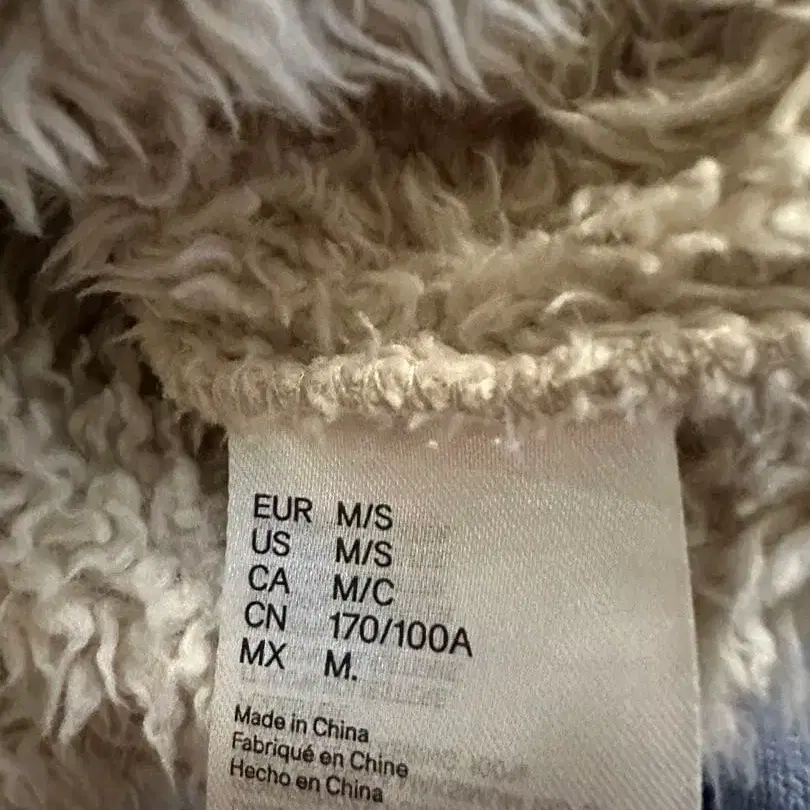 EUR M/S
US M/S
CA M/C
CN 170/100A
MX M.
Made in China
Fabriqué en Chine
Hecho en China